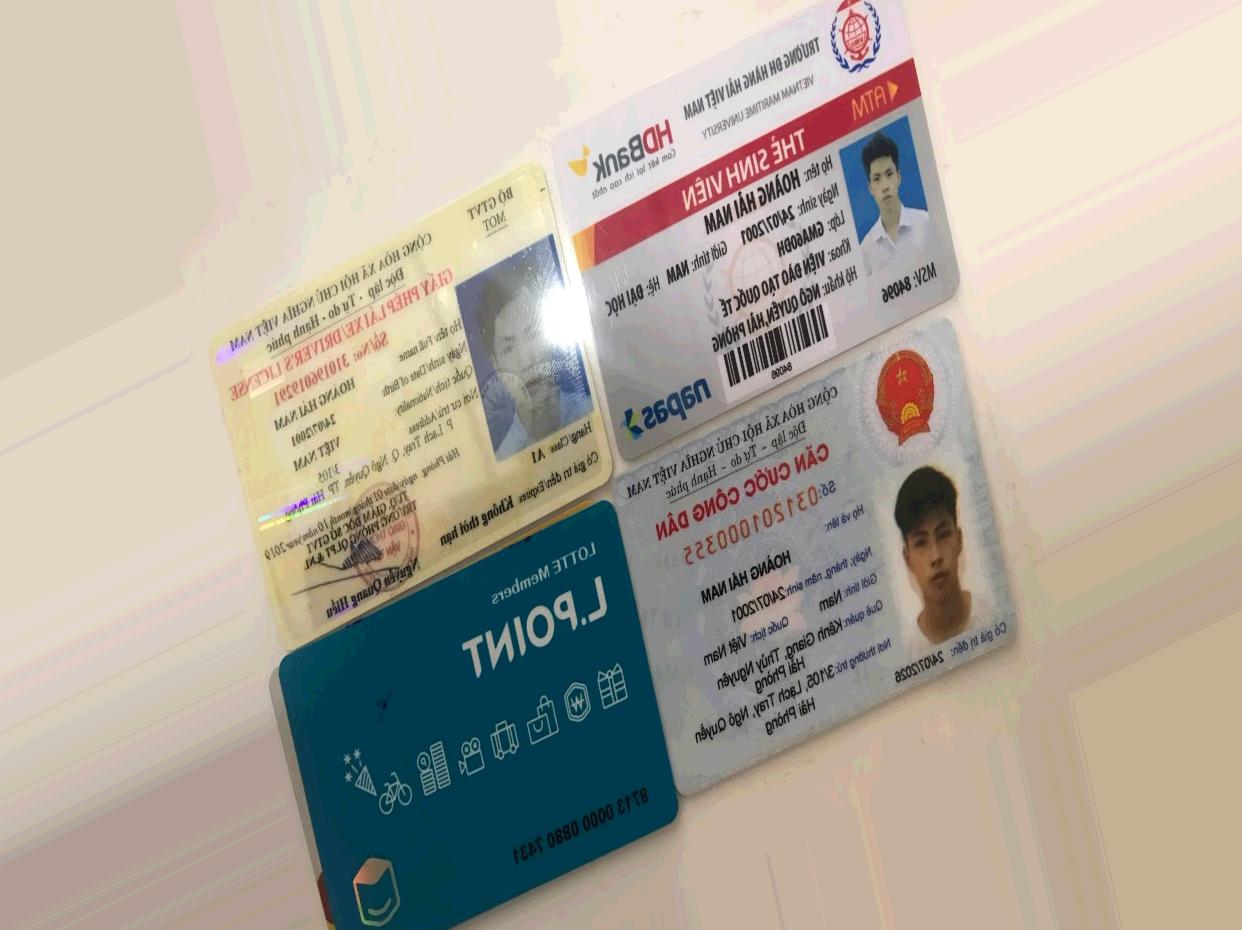 TRƯỜNG ĐH HÀNG HẢI VIỆT NAM
VIETNAM MARITIME UNIVERSITY
HDBank
Cam kết lợi ích cao nhất
ATM
THẺ SINH VIÊN
Họ tên: HOÀNG HẢI NAM
Ngày sinh: 24/07/2001 Giới tính: NAM
Lớp: GMA60ĐH Hệ: ĐẠI HỌC
Khoa: VIỆN ĐÀO TẠO QUỐC TẾ
Hộ khẩu: NGÔ QUYỀN, HẢI PHÒNG
MSV: 84096
84096
napas
BỘ GTVT
MOT
CỘNG HÒA XÃ HỘI CHỦ NGHĨA VIỆT NAM
Độc lập - Tự do - Hạnh phúc
GIẤY PHÉP LÁI XE/ DRIVER'S LICENSE
Số/No: 310196019291
Họ tên/ Full name HOÀNG HẢI NAM
Ngày sinh/Date of Birth 24/07/2001
Quốc tịch/Nationality VIỆT NAM
Nơi cư trú/Address 3/105
P. Lạch Tray, Q. Ngô Quyền, TP. Hải Phòng
Hải Phòng, ngày/date 01 tháng/month 10 năm/year 2019
TUQ. GIÁM ĐỐC SỞ GTVT
TRƯỞNG PHÒNG QLPT & NL
Hạng/Class: A1
Có giá trị đến/Expires Không thời hạn
Nguyễn Quang Hiếu
CỘNG HÒA XÃ HỘI CHỦ NGHĨA VIỆT NAM
Độc lập – Tự do – Hạnh phúc
CĂN CƯỚC CÔNG DÂN
Số: 031201000355
Họ và tên:
HOÀNG HẢI NAM
Ngày, tháng, năm sinh: 24/07/2001
Giới tính: Nam Quốc tịch: Việt Nam
Quê quán: Kênh Giang, Thủy Nguyên
Hải Phòng
Nơi thường trú: 3/105, Lạch Tray, Ngô Quyền
Hải Phòng
Có giá trị đến: 24/07/2026
LOTTE Members
L.POINT
8713 0000 0880 7431